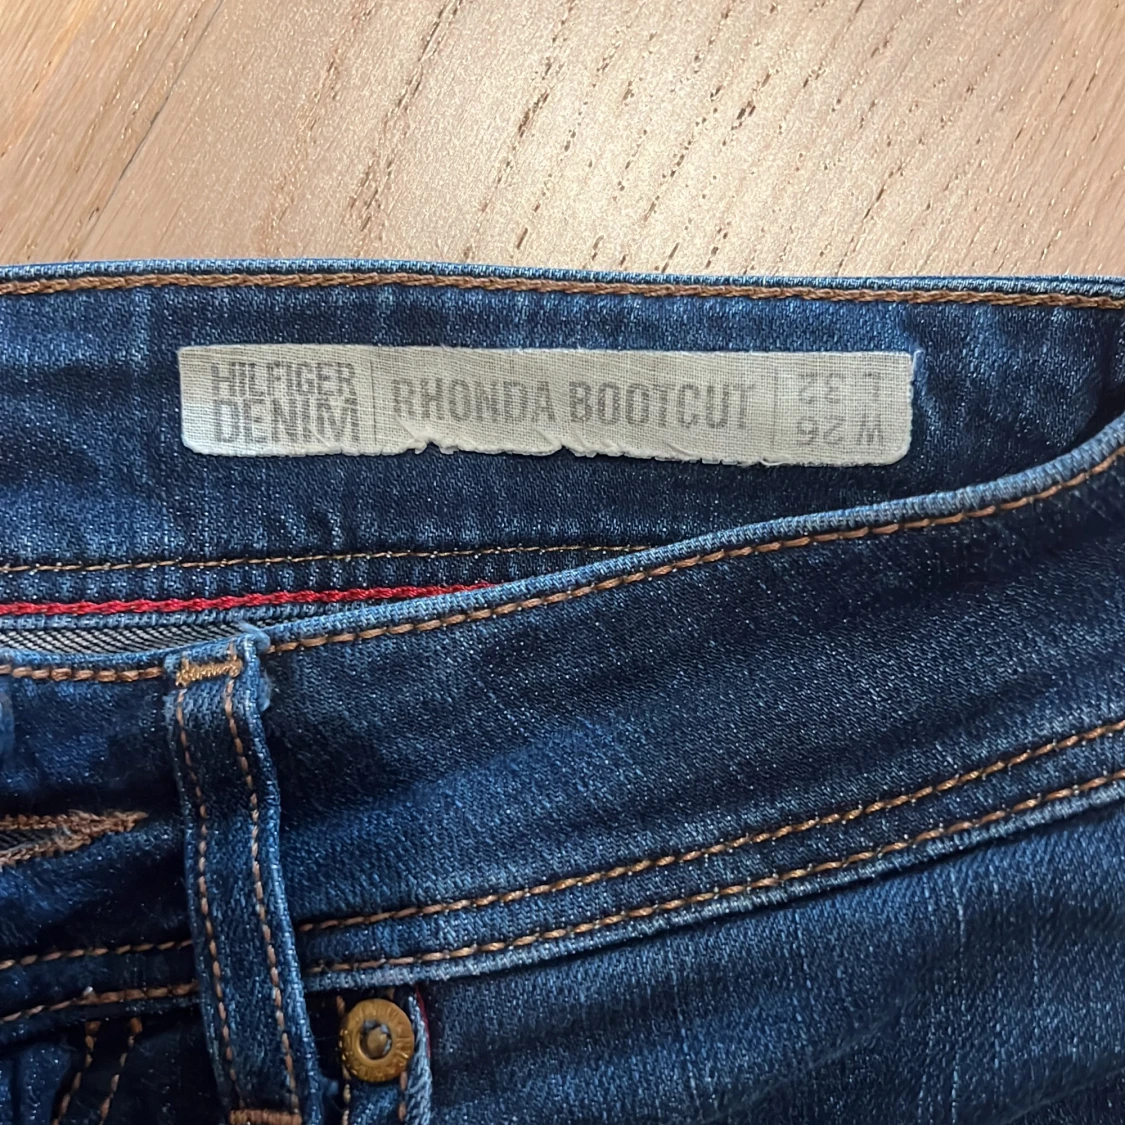 HILFIGER
DENIM
RHONDA BOOTCUT
W 26
L 32